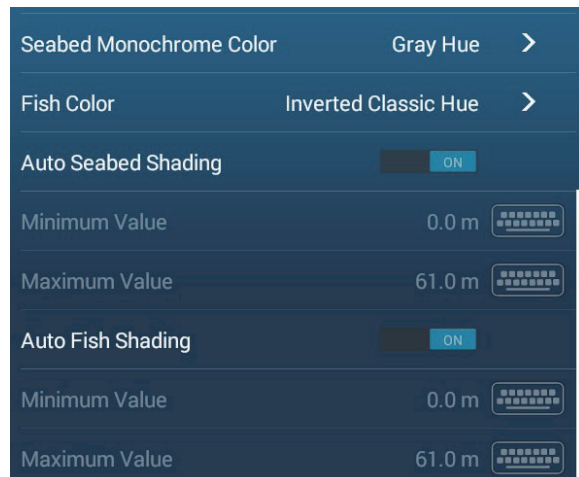 Seabed Monochrome Color Gray Hue
Fish Color Inverted Classic Hue
Auto Seabed Shading ON
Minimum Value 0.0 m
Maximum Value 61.0 m
Auto Fish Shading ON
Minimum Value 0.0 m
Maximum Value 61.0 m